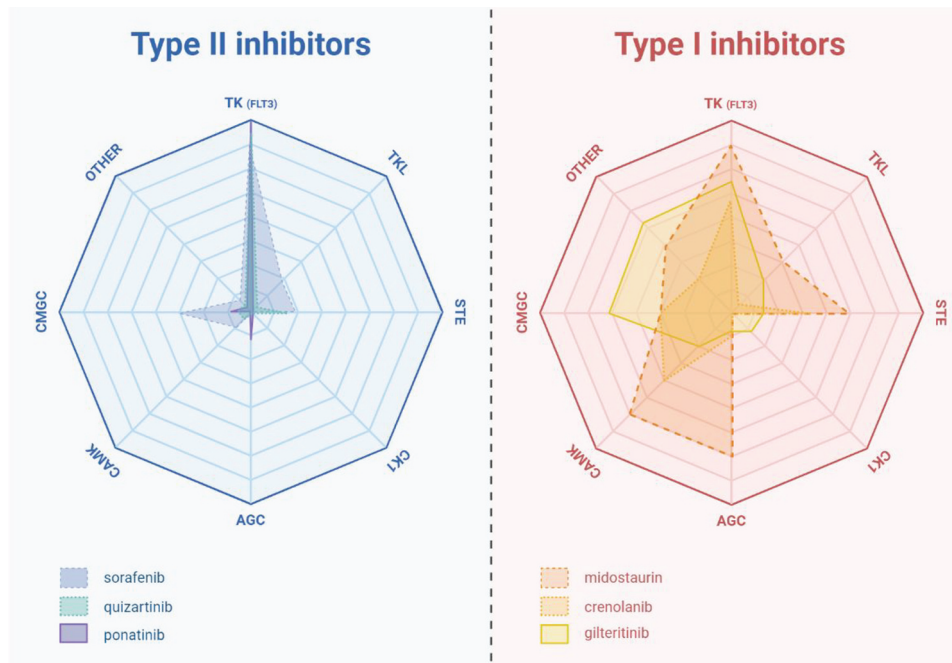 Type II inhibitors
TK (FLT3)
TKL
STE
CK1
AGC
CAMK
CMGC
OTHER
sorafenib
quizartinib
ponatinib
Type I inhibitors
TK (FLT3)
TKL
STE
CK1
AGC
CAMK
CMGC
OTHER
midostaurin
crenolanib
gilteritinib